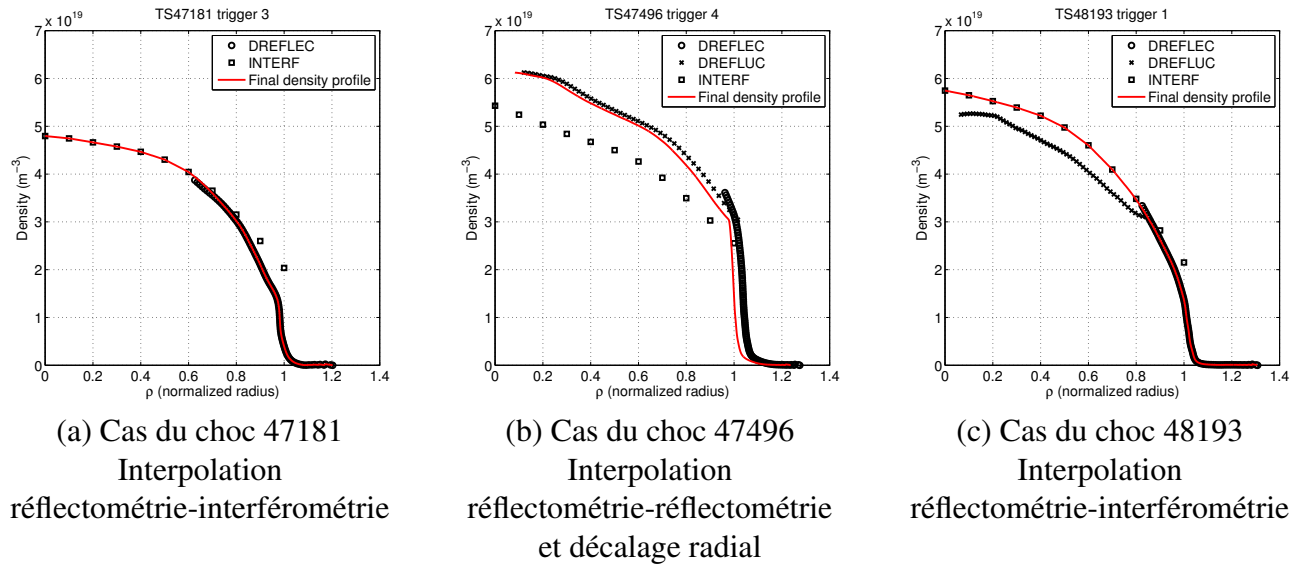 x 10^19
TS47181 trigger 3
DREFLEC
INTERF
Final density profile
Density (m^-3)
7
6
5
4
3
2
1
0
0 0.2 0.4 0.6 0.8 1 1.2 1.4
ρ (normalized radius)
(a) Cas du choc 47181
Interpolation
réflectométrie-interférométrie
x 10^19
TS47496 trigger 4
DREFLEC
DREFLUC
INTERF
Final density profile
Density (m^-3)
7
6
5
4
3
2
1
0
0 0.2 0.4 0.6 0.8 1 1.2 1.4
ρ (normalized radius)
(b) Cas du choc 47496
Interpolation
réflectométrie-réflectométrie
et décalage radial
x 10^19
TS48193 trigger 1
DREFLEC
DREFLUC
INTERF
Final density profile
Density (m^-3)
7
6
5
4
3
2
1
0
0 0.2 0.4 0.6 0.8 1 1.2 1.4
ρ (normalized radius)
(c) Cas du choc 48193
Interpolation
réflectométrie-interférométrie